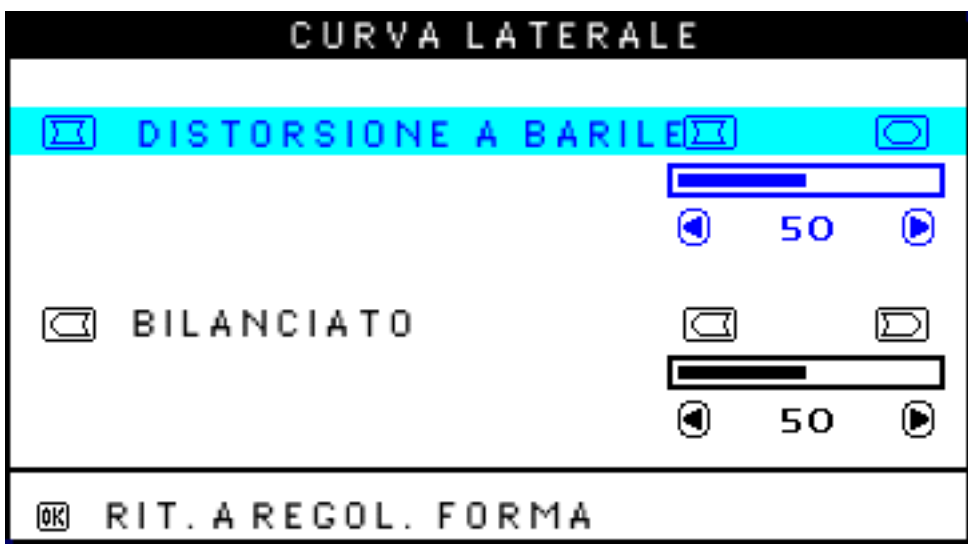 CURVA LATERALE
DISTORSIONE A BARILE
50
BILANCIATO
50
OK RIT. A REGOL. FORMA